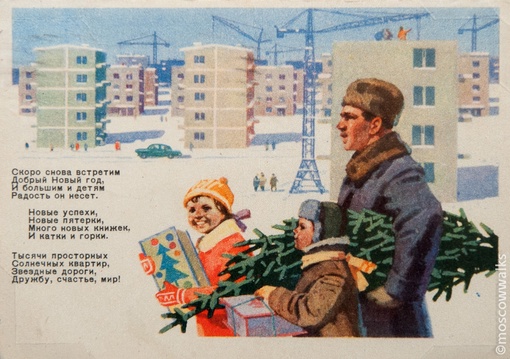 Скоро снова встретим
Добрый Новый год,
И большим и детям
Радость он несет.
Новые успехи,
Новые пятерки,
Много новых книжек,
И катки и горки.
Тысячи просторных
Солнечных квартир,
Звездные дороги,
Дружбу, счастье, мир!
©moscowwalks